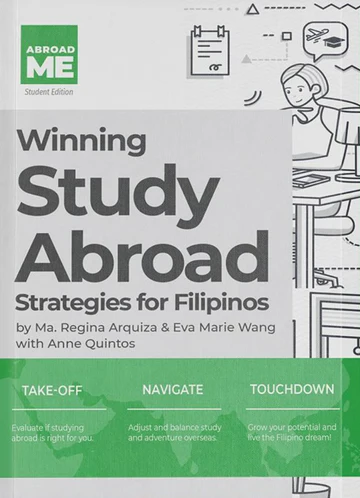 ABROAD
ME
Student Edition
Winning
Study
Abroad
Strategies for Filipinos
by Ma. Regina Arquiza & Eva Marie Wang
with Anne Quintos
TAKE-OFF
Evaluate if studying
abroad is right for you.
NAVIGATE
Adjust and balance study
and adventure overseas.
TOUCHDOWN
Grow your potential and
live the Filipino dream!